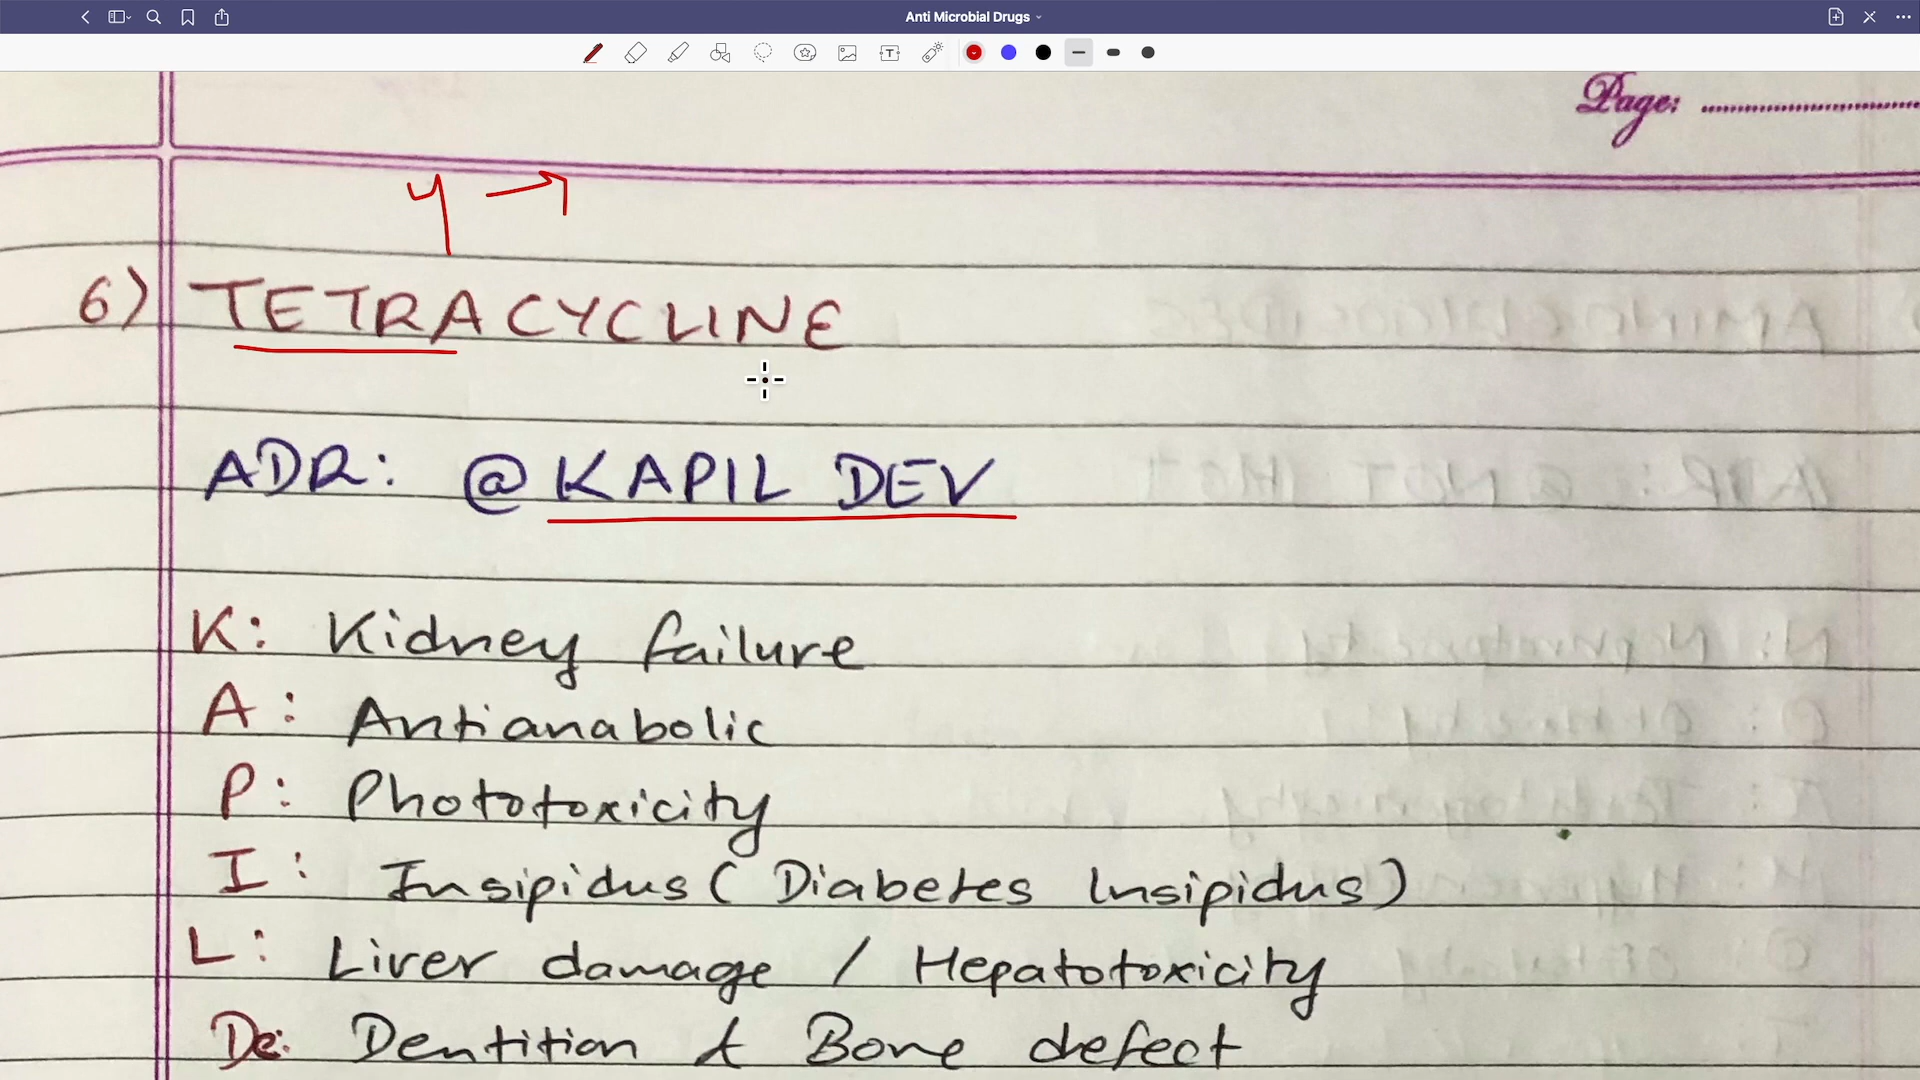 Anti Microbial Drugs
Page:
4 →
6) TETRACYCLINE
ADR: @ KAPIL DEV
K: Kidney failure
A: Antianabolic
P: Phototoxicity
I: Insipidus (Diabetes Insipidus)
L: Liver damage / Hepatotoxicity
De: Dentition & Bone defect